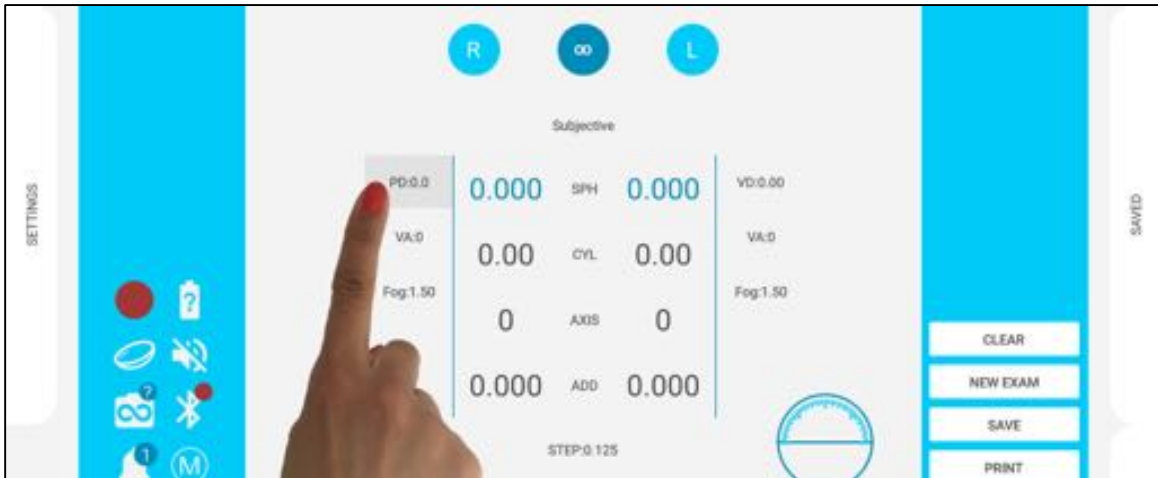 R ∞ L
Subjective
SETTINGS
SAVED
PD:0.0 0.000 SPH 0.000 VD:0.00
VA:0 0.00 CYL 0.00 VA:0
Fog:1.50 Fog:1.50
0 AXIS 0
0.000 ADD 0.000
STEP:0.125
?
?
1
M
CLEAR
NEW EXAM
SAVE
PRINT